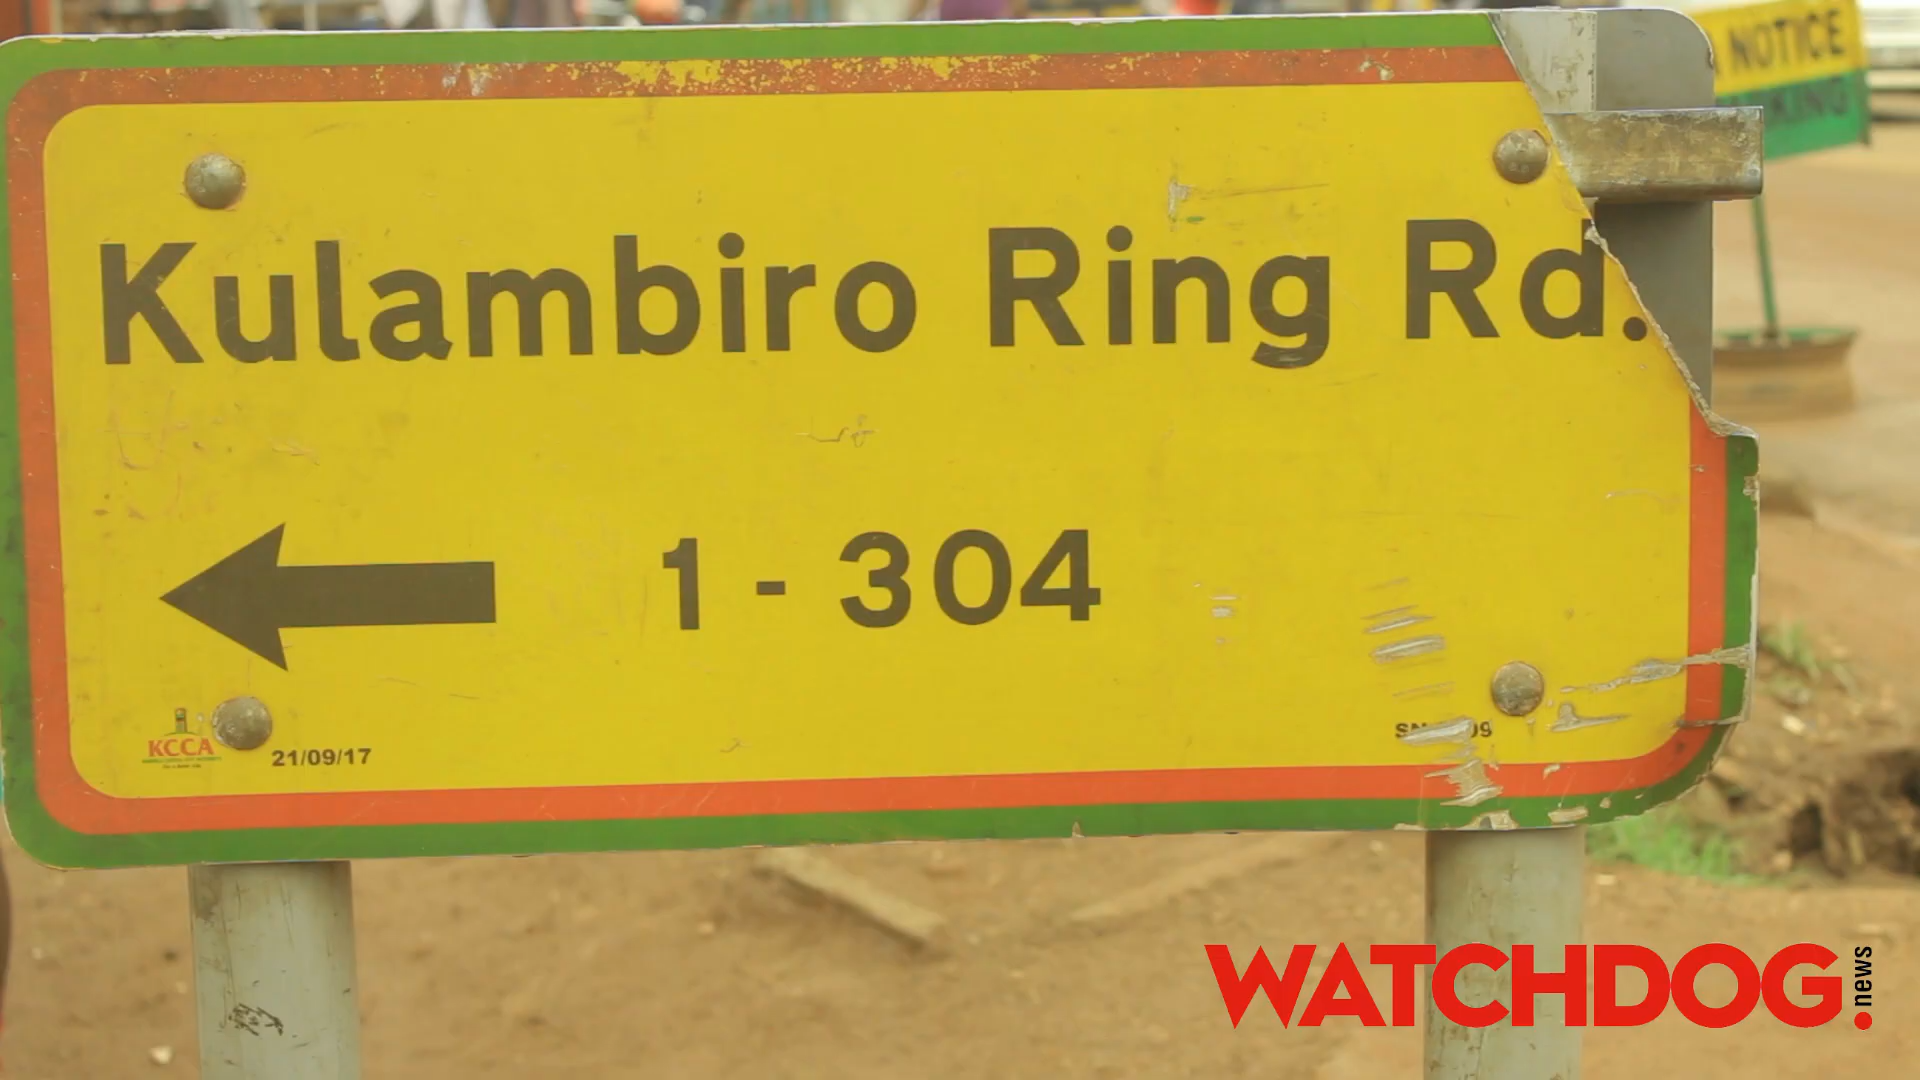 NOTICE
Kulambiro Ring Rd.
1 - 304
KCCA
21/09/17
WATCHDOG.news